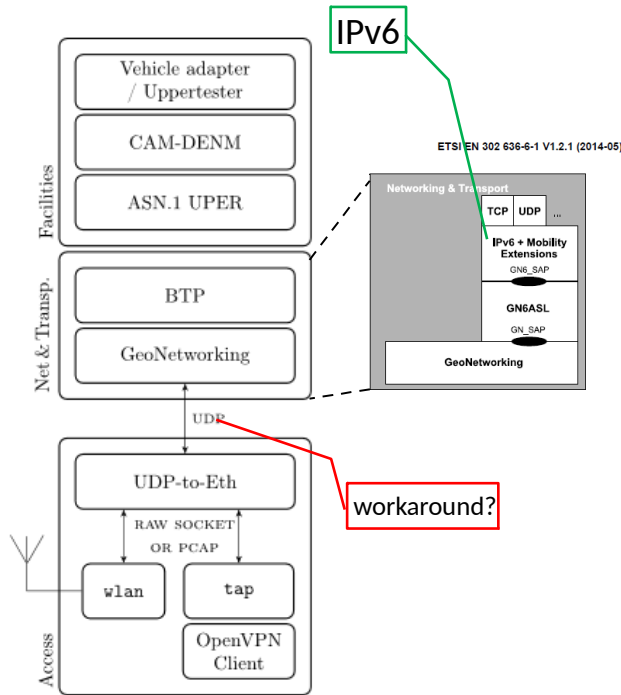 IPv6
Vehicle adapter
/ Uppertester
CAM-DENM
ASN.1 UPER
Facilities
ETSI EN 302 636-6-1 V1.2.1 (2014-05)
Networking & Transport
TCP
UDP
...
IPv6 + Mobility
Extensions
GN6_SAP
GN6ASL
GN_SAP
GeoNetworking
BTP
GeoNetworking
Net & Transp.
UDP
UDP-to-Eth
workaround?
RAW SOCKET
OR PCAP
wlan
tap
OpenVPN
Client
Access